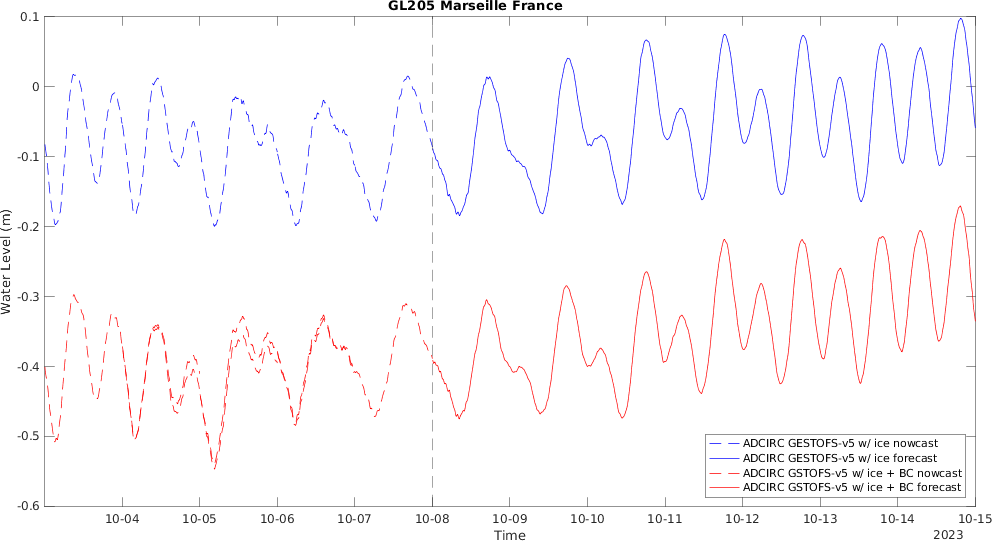 GL205 Marseille France
0.1
0
-0.1
-0.2
-0.3
-0.4
-0.5
-0.6
Water Level (m)
10-04 10-05 10-06 10-07 10-08 10-09 10-10 10-11 10-12 10-13 10-14 10-15
Time
2023
ADCIRC GESTOFS-v5 w/ ice nowcast
ADCIRC GESTOFS-v5 w/ ice forecast
ADCIRC GSTOFS-v5 w/ ice + BC nowcast
ADCIRC GSTOFS-v5 w/ ice + BC forecast